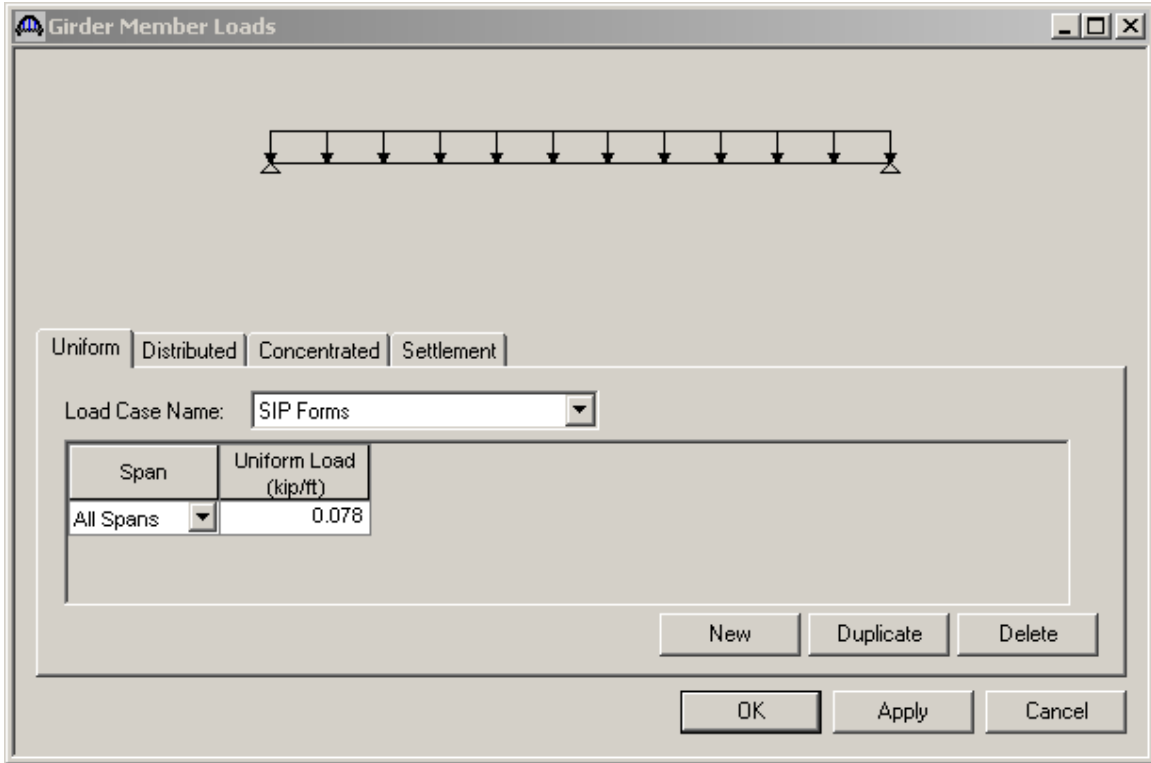 Girder Member Loads
Uniform Distributed Concentrated Settlement
Load Case Name: SIP Forms
Span Uniform Load
(kip/ft)
All Spans 0.078
New Duplicate Delete
OK Apply Cancel